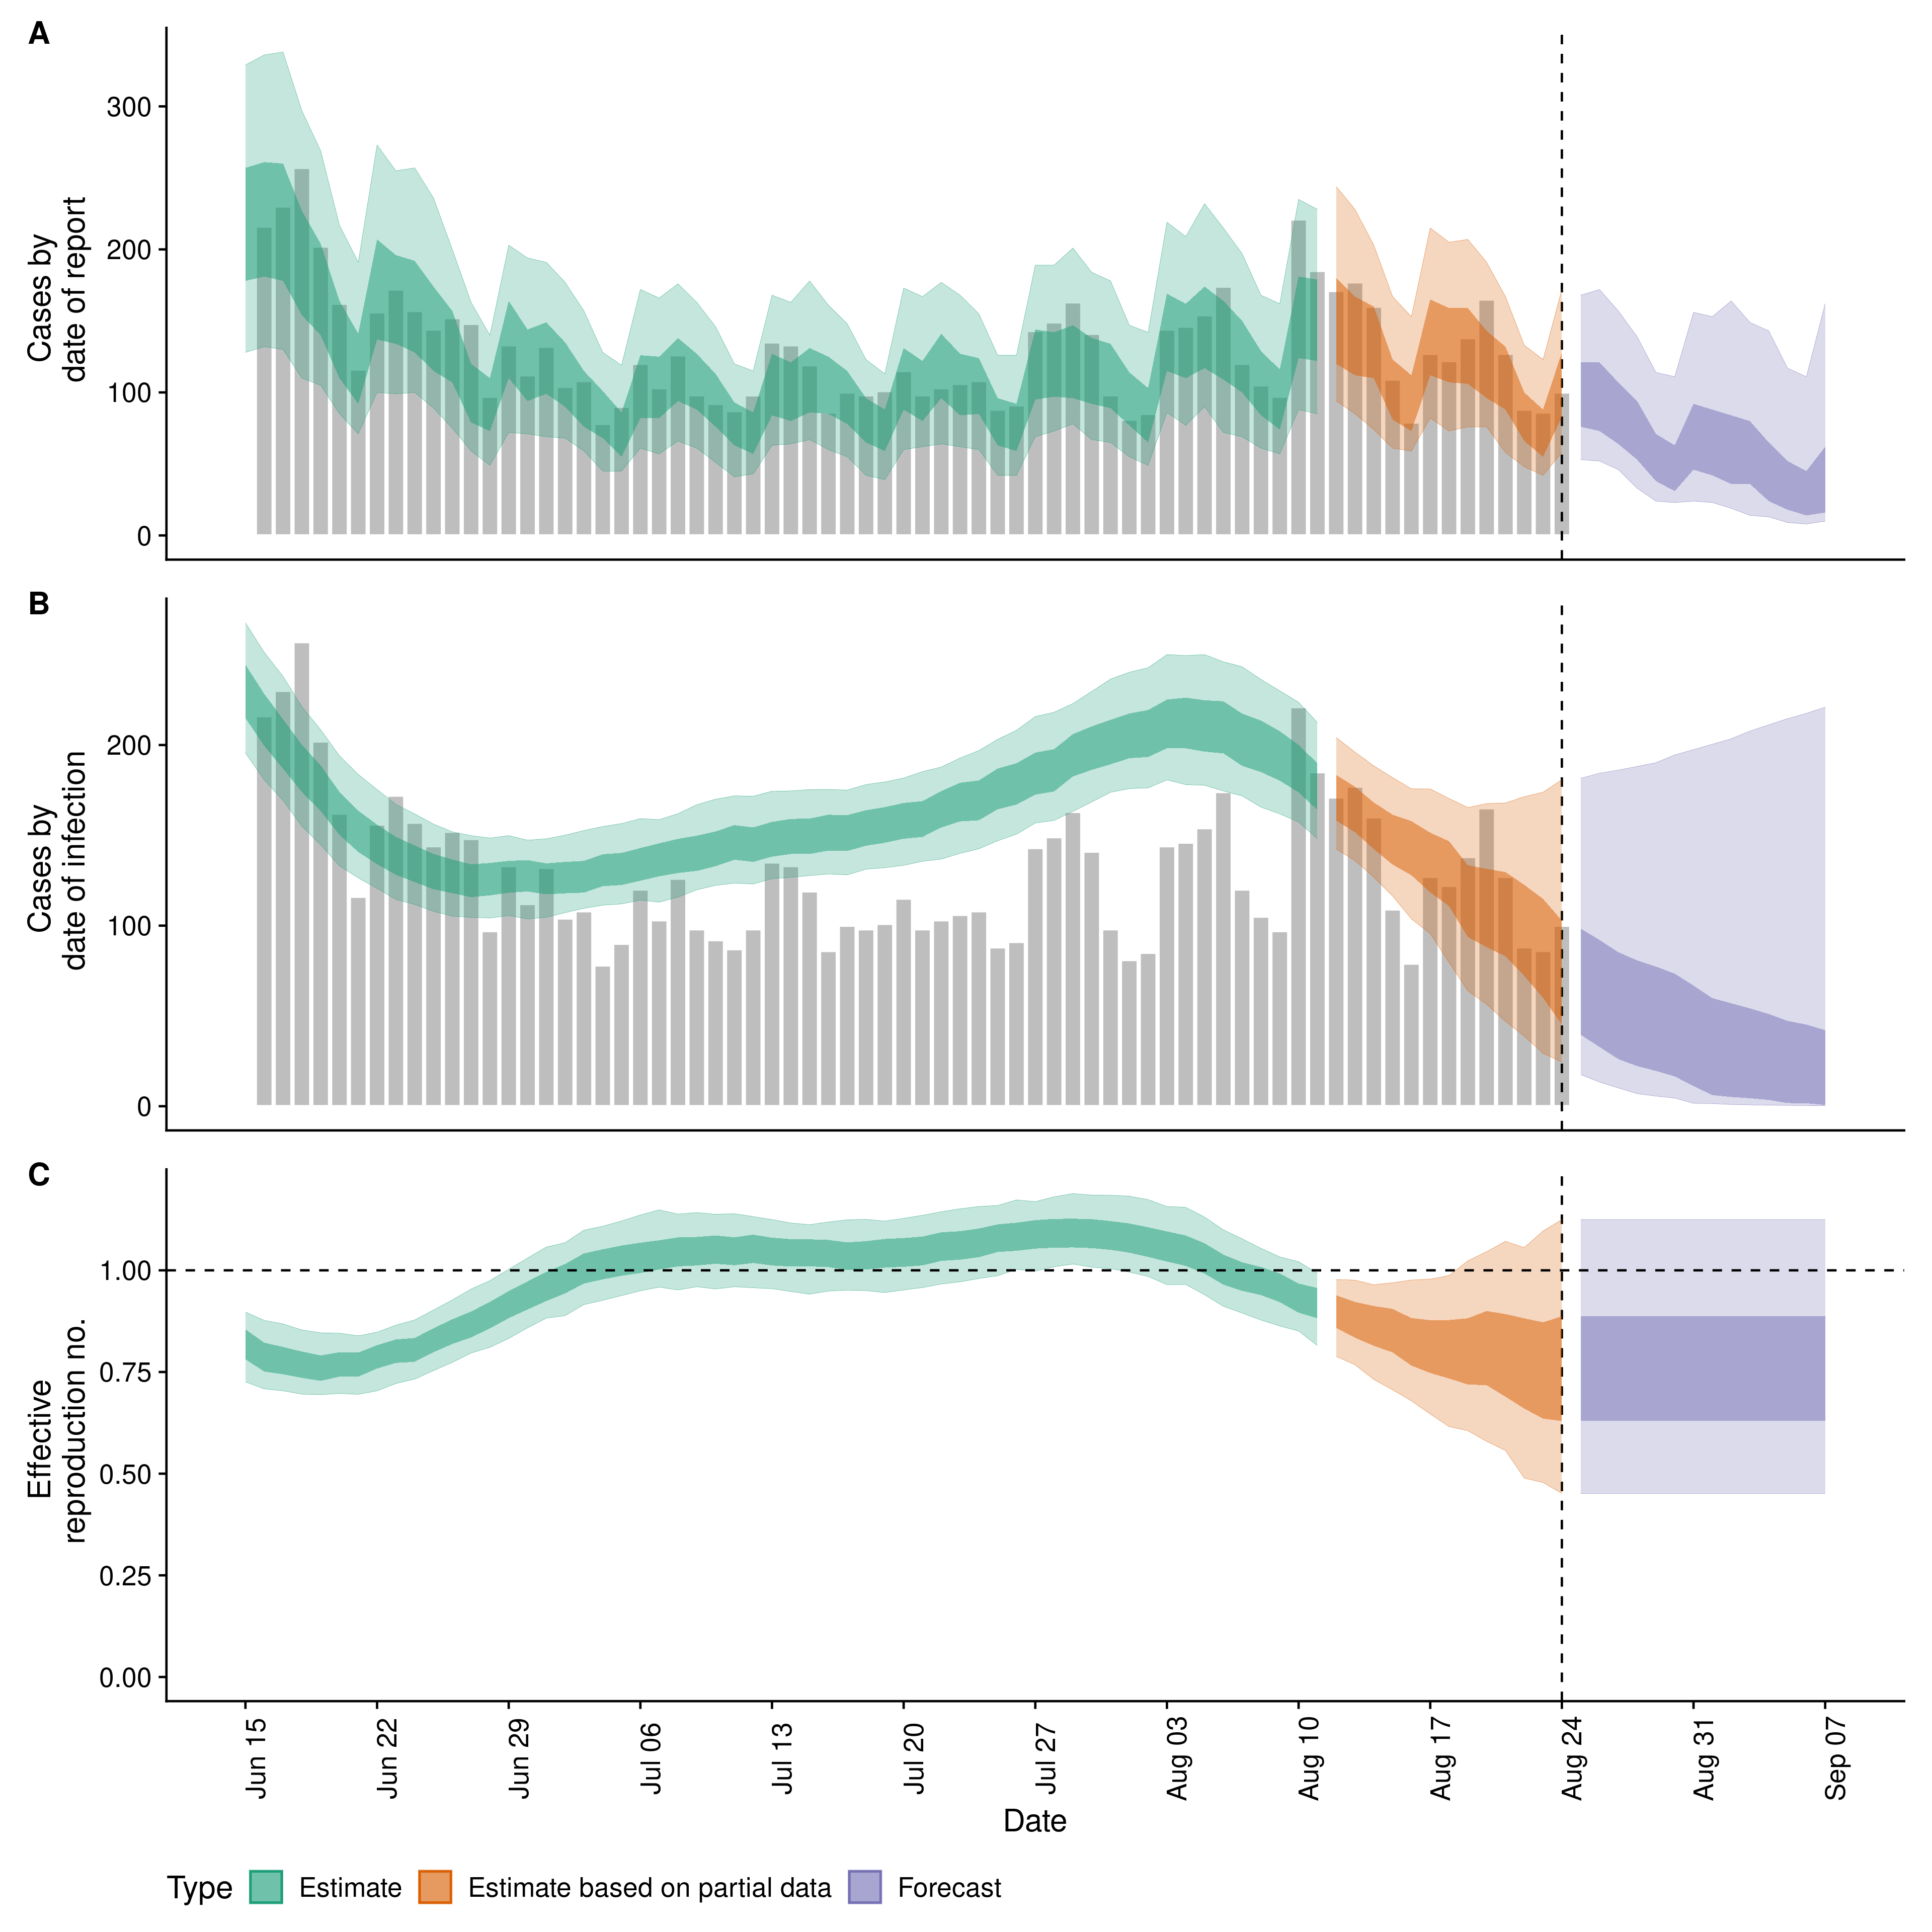 A
Cases by
date of report
300
200
100
0
B
Cases by
date of infection
200
100
0
C
Effective
reproduction no.
1.00
0.75
0.50
0.25
0.00
Jun 15
Jun 22
Jun 29
Jul 06
Jul 13
Jul 20
Jul 27
Aug 03
Aug 10
Aug 17
Aug 24
Aug 31
Sep 07
Date
Type
Estimate
Estimate based on partial data
Forecast